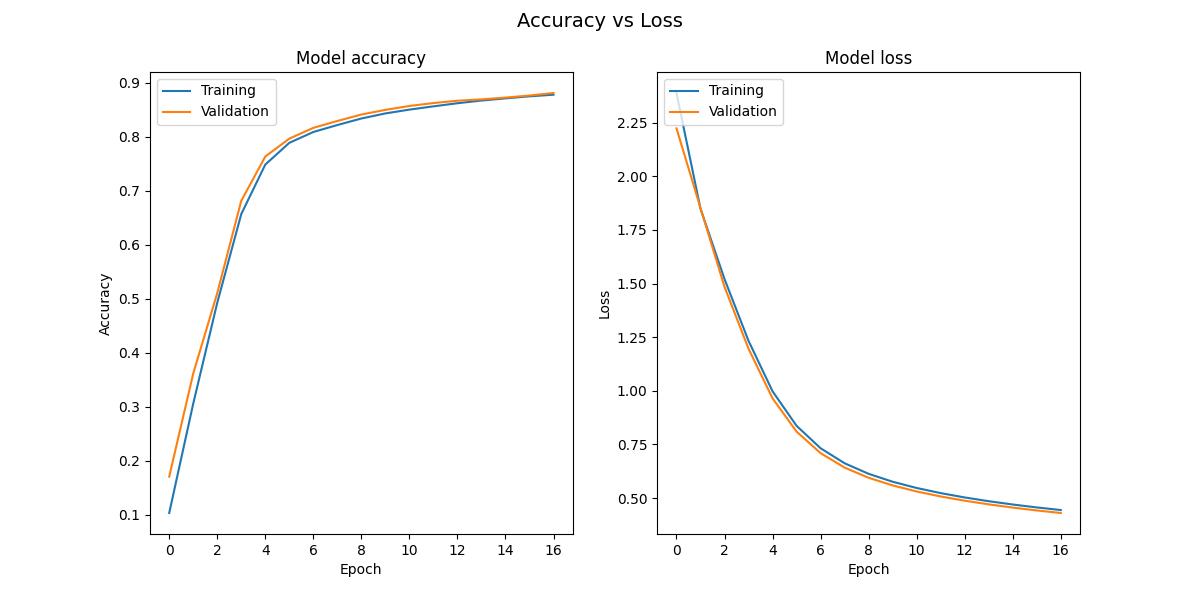 Accuracy vs Loss
Model accuracy
Training
Validation
0.9
0.8
0.7
0.6
0.5
0.4
0.3
0.2
0.1
Accuracy
0 2 4 6 8 10 12 14 16
Epoch
Model loss
Training
Validation
2.25
2.00
1.75
1.50
1.25
1.00
0.75
0.50
Loss
0 2 4 6 8 10 12 14 16
Epoch